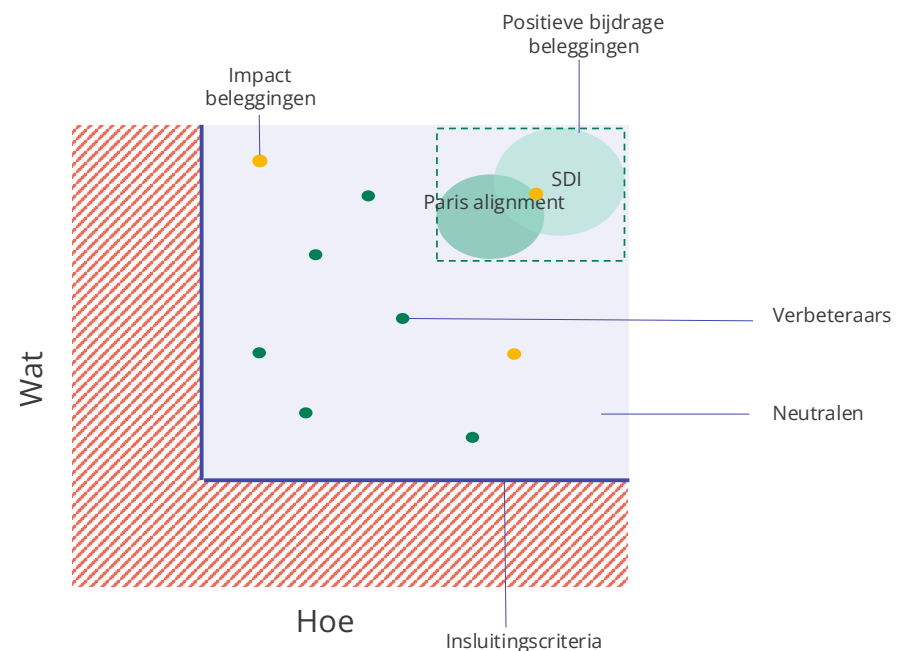 Positieve bijdrage
beleggingen
Impact
beleggingen
SDI
Paris alignment
Verbeteraars
Wat
Neutralen
Hoe
Insluitingscriteria